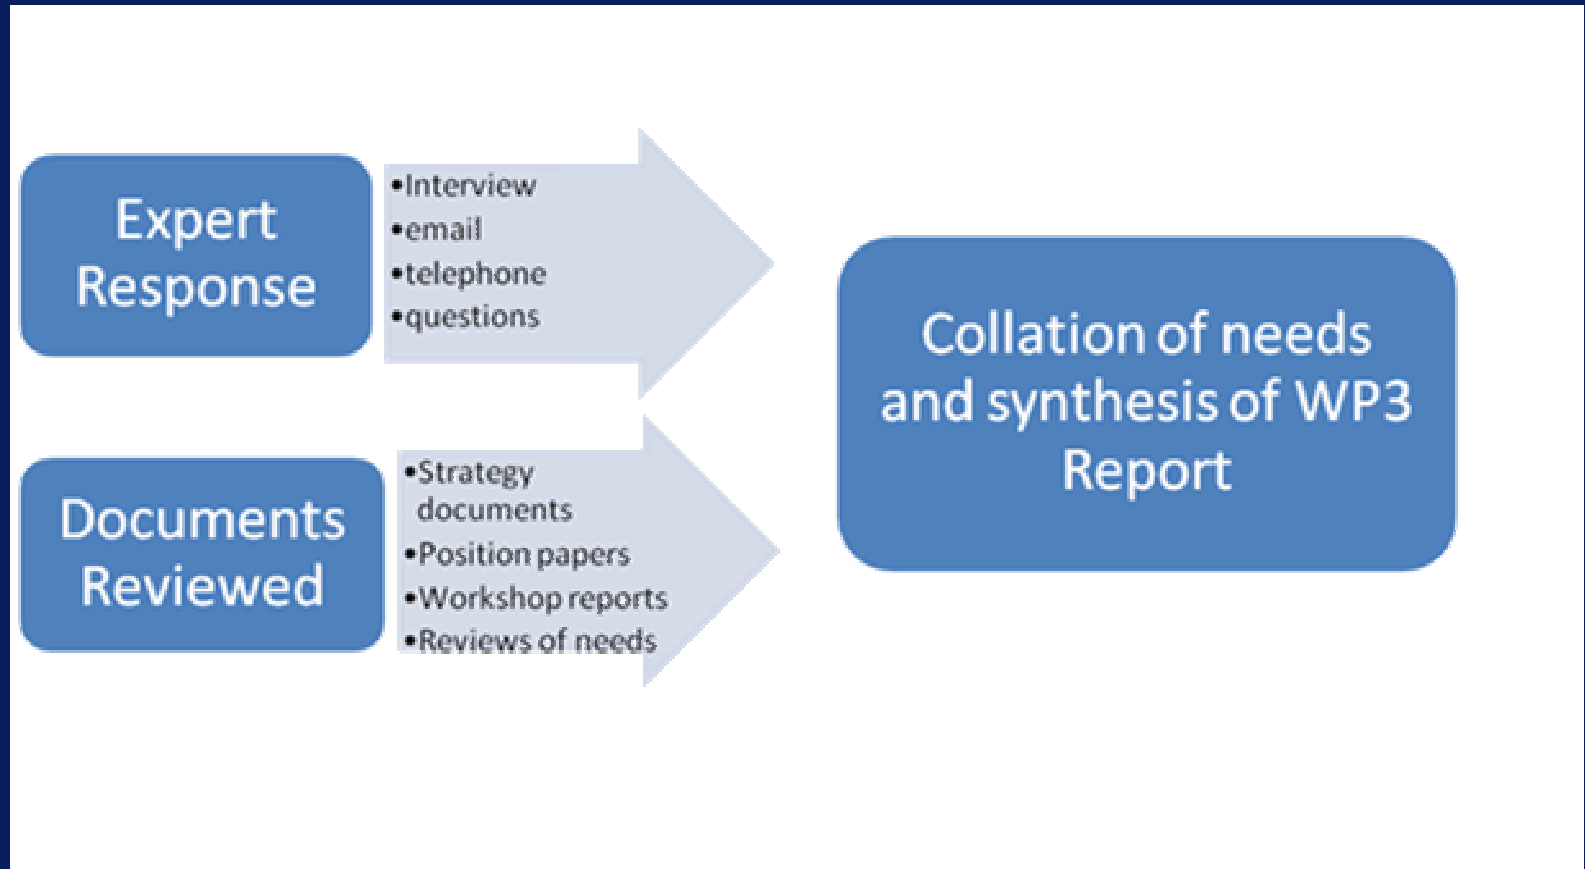 Expert
Response
•Interview
•email
•telephone
•questions
Documents
Reviewed
•Strategy
documents
•Position papers
•Workshop reports
•Reviews of needs
Collation of needs
and synthesis of WP3
Report